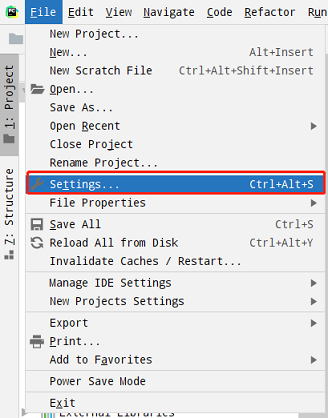 File Edit View Navigate Code Refactor
New Project...
New... Alt+Insert
New Scratch File Ctrl+Alt+Shift+Insert
Open...
Save As...
Open Recent
Close Project
Rename Project...
Settings... Ctrl+Alt+S
File Properties
Save All Ctrl+S
Reload All from Disk Ctrl+Alt+Y
Invalidate Caches / Restart...
Manage IDE Settings
New Projects Settings
Export
Print...
Add to Favorites
Power Save Mode
Exit
External Libraries
1: Project
Z: Structure